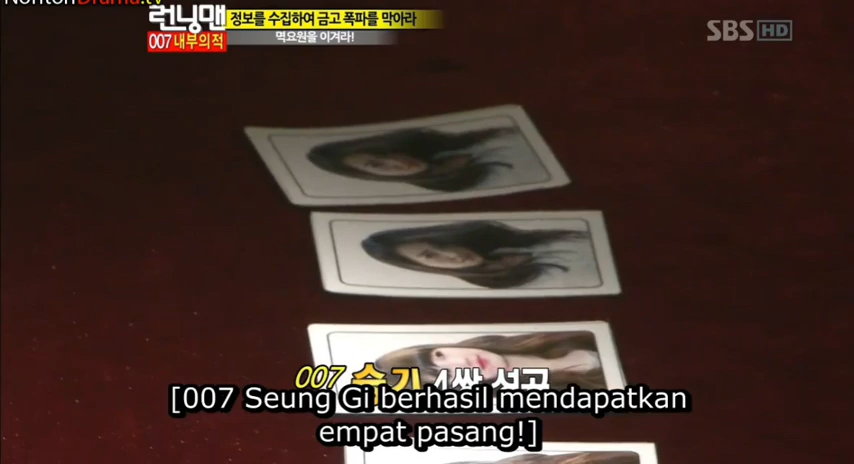 NontonDrama.tv
런닝맨 정보를 수집하여 금고 폭파를 막아라
007 내부의 적 멱요원을 이겨라!
SBS HD
007 승기 4쌍 성공
[007 Seung Gi berhasil mendapatkan
empat pasang!]